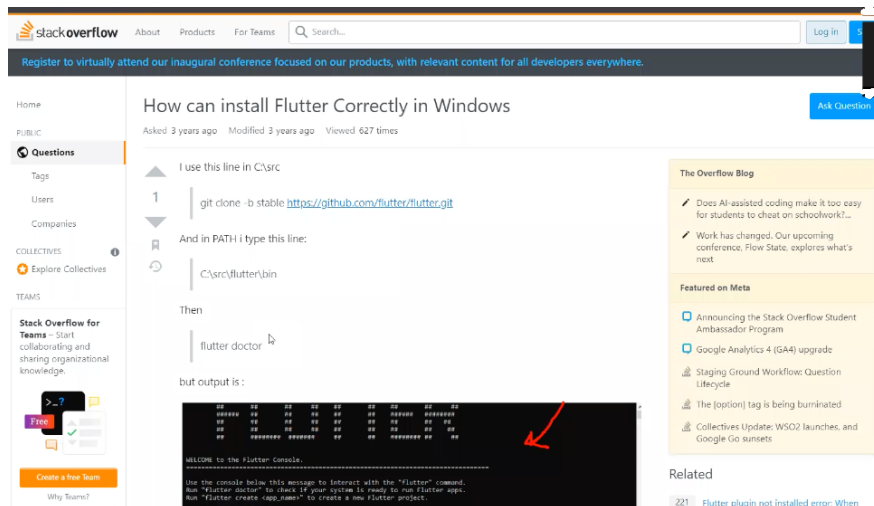 stackoverflow
About Products For Teams Search... Log in S
Register to virtually attend our inaugural conference focused on our products, with relevant content for all developers everywhere.
Home
PUBLIC
Questions
Tags
Users
Companies
COLLECTIVES
Explore Collectives
TEAMS
Stack Overflow for
Teams – Start
collaborating and
sharing organizational
knowledge.
>_?
Free
Create a free Team
Why Teams?
How can install Flutter Correctly in Windows
Ask Question
Asked 3 years ago Modified 3 years ago Viewed 627 times
1
I use this line in C:\src
git clone -b stable https://github.com/flutter/flutter.git
And in PATH i type this line:
C:\src\flutter\bin
Then
flutter doctor
but output is :
WELCOME to the Flutter Console.
Use the console below this message to interact with the "flutter" command.
Run "flutter doctor" to check if your system is ready to run Flutter apps.
Run "flutter create <app_name>" to create a new Flutter project.
The Overflow Blog
Does AI-assisted coding make it too easy
for students to cheat on schoolwork?...
Work has changed. Our upcoming
conference, Flow State, explores what's
next
Featured on Meta
Announcing the Stack Overflow Student
Ambassador Program
Google Analytics 4 (GA4) upgrade
Staging Ground Workflow: Question
Lifecycle
The [option] tag is being burninated
Collectives Update: WSO2 launches, and
Google Go sunsets
Related
221 Flutter plugin not installed error: When